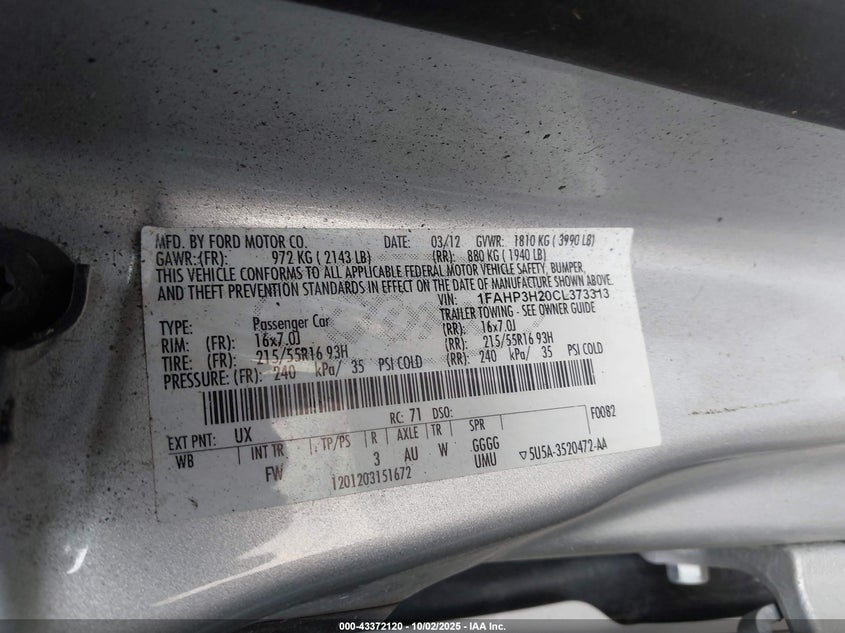 MFD. BY FORD MOTOR CO. DATE: 03/12 GVWR: 1810 KG ( 3990 LB)
GAWR:(FR): 972 KG ( 2143 LB) (RR): 880 KG ( 1940 LB)
THIS VEHICLE CONFORMS TO ALL APPLICABLE FEDERAL MOTOR VEHICLE SAFETY, BUMPER,
AND THEFT PREVENTION STANDARDS IN EFFECT ON THE DATE OF MANUFACTURE SHOWN ABOVE.
VIN: 1FAHP3H20CL373313
TRAILER TOWING - SEE OWNER GUIDE
TYPE: Passenger Car
RIM: (FR): 16x7.0J (RR): 16x7.0J
TIRE: (FR): 215/55R16 93H (RR): 215/55R16 93H
PRESSURE: (FR): 240 kPa/ 35 PSI COLD (RR): 240 kPa/ 35 PSI COLD
RC: 71 DSO: F0082
EXT PNT: UX
WB INT TR TP/PS R AXLE TR SPR
FW 3 AU W GGGG
UMU
1201203151672
5U5A-3520472-AA
000-43372120 - 10/02/2025 - IAA Inc.